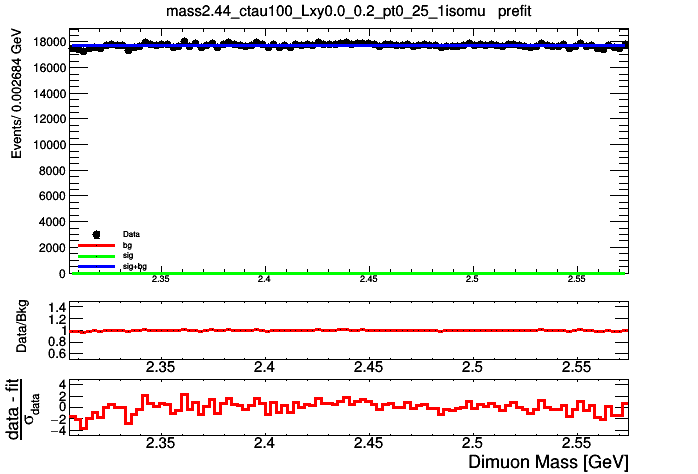 mass2.44_ctau100_Lxy0.0_0.2_pt0_25_1isomu prefit
Events/ 0.002684 GeV
18000
16000
14000
12000
10000
8000
6000
4000
2000
0
Data
bg
sig
sig+bg
2.35 2.4 2.45 2.5 2.55
Data/Bkg
1.4
1.2
1
0.8
0.6
2.35 2.4 2.45 2.5 2.55
data - fit
σdata
4
2
0
−2
−4
2.35 2.4 2.45 2.5 2.55
Dimuon Mass [GeV]